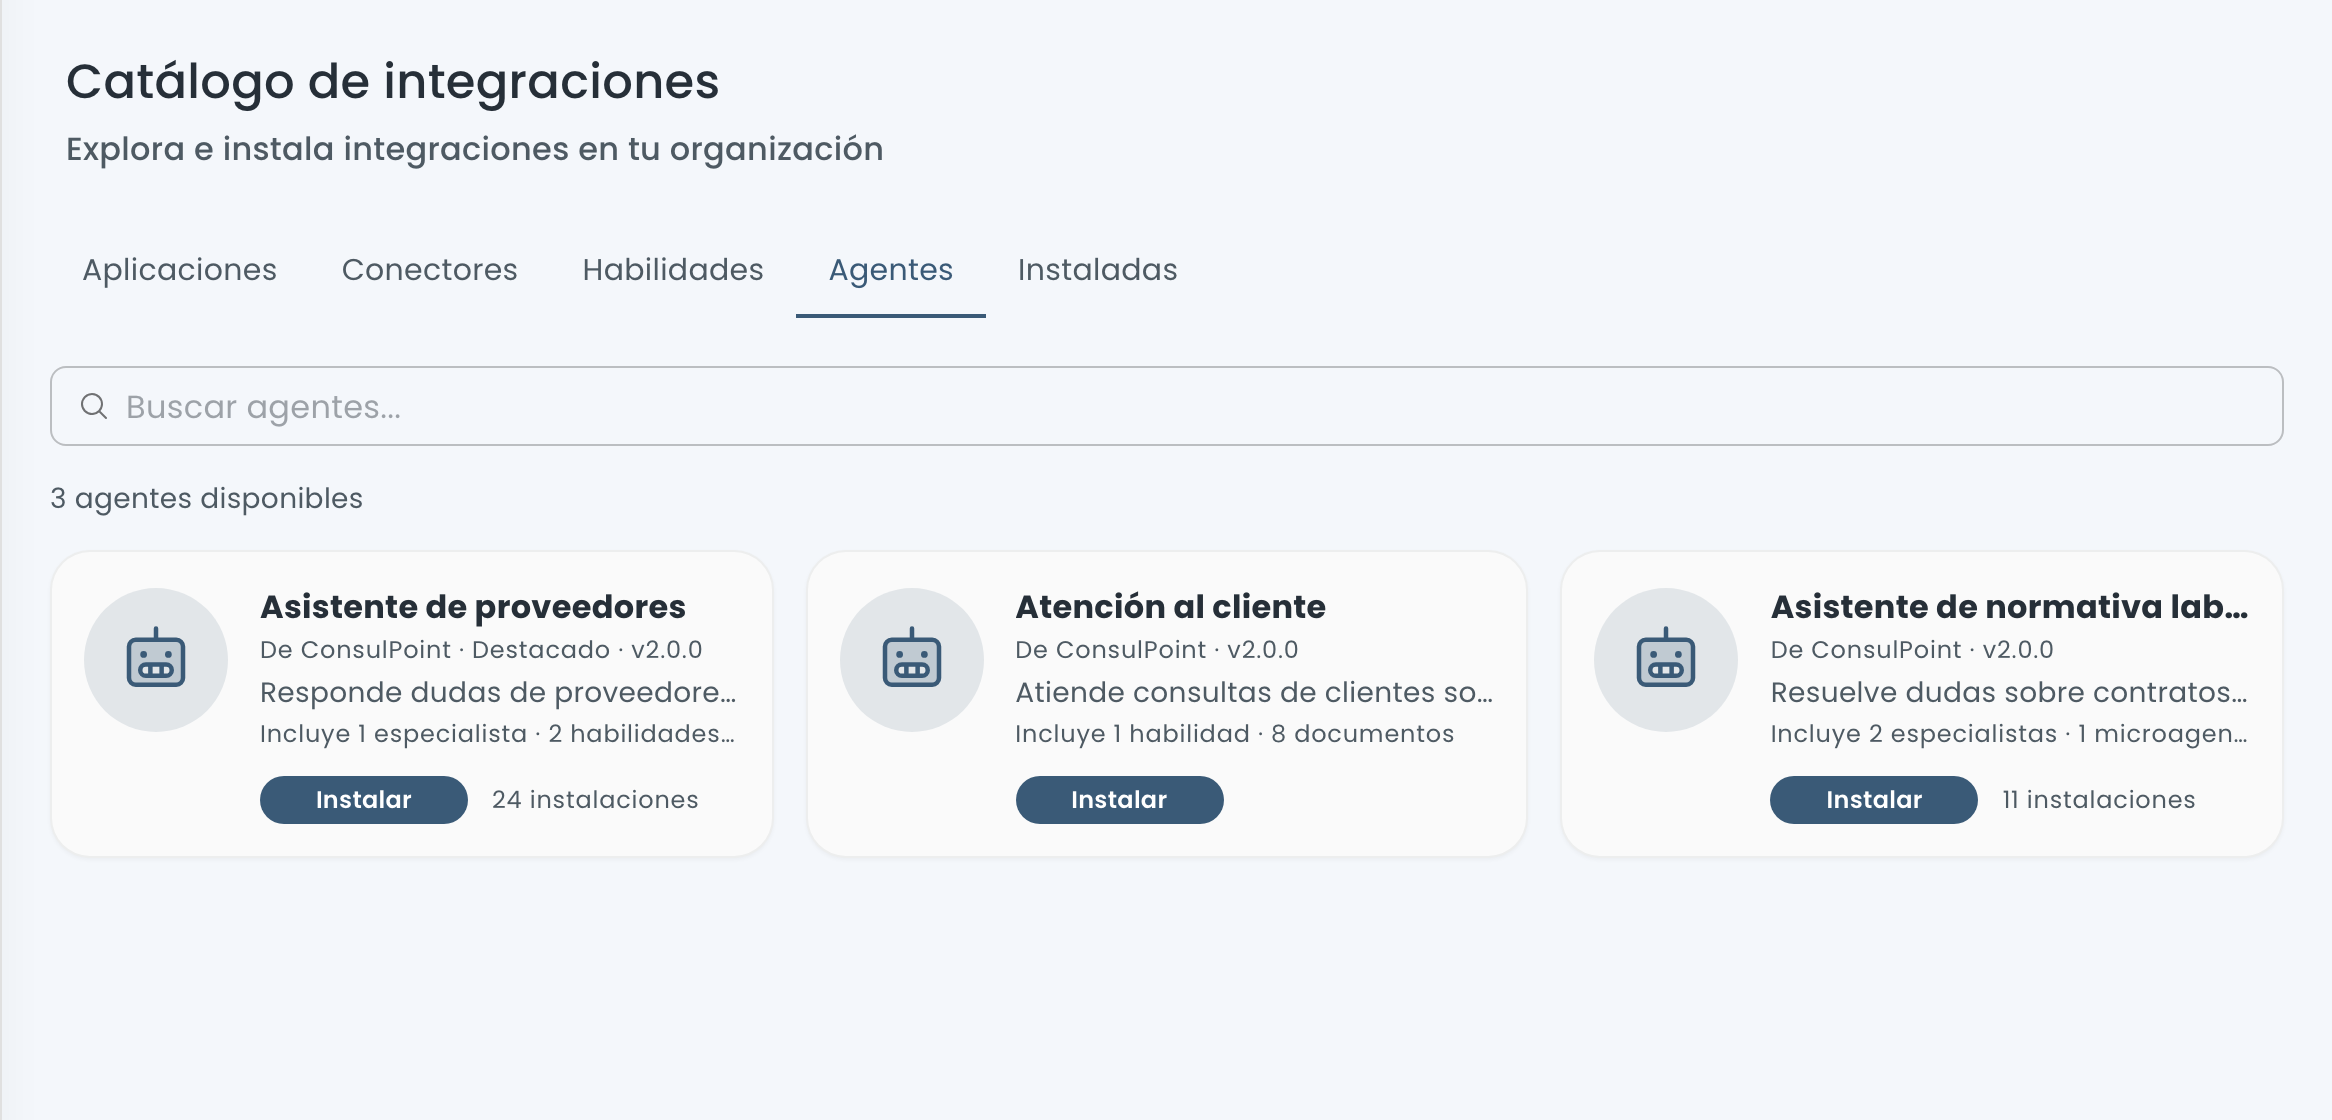 Catálogo de integraciones
Explora e instala integraciones en tu organización
Aplicaciones Conectores Habilidades Agentes Instaladas
Buscar agentes...
3 agentes disponibles
Asistente de proveedores
De ConsulPoint · Destacado · v2.0.0
Responde dudas de proveedore...
Incluye 1 especialista · 2 habilidades...
Instalar 24 instalaciones
Atención al cliente
De ConsulPoint · v2.0.0
Atiende consultas de clientes so...
Incluye 1 habilidad · 8 documentos
Instalar
Asistente de normativa lab...
De ConsulPoint · v2.0.0
Resuelve dudas sobre contratos...
Incluye 2 especialistas · 1 microagen...
Instalar 11 instalaciones